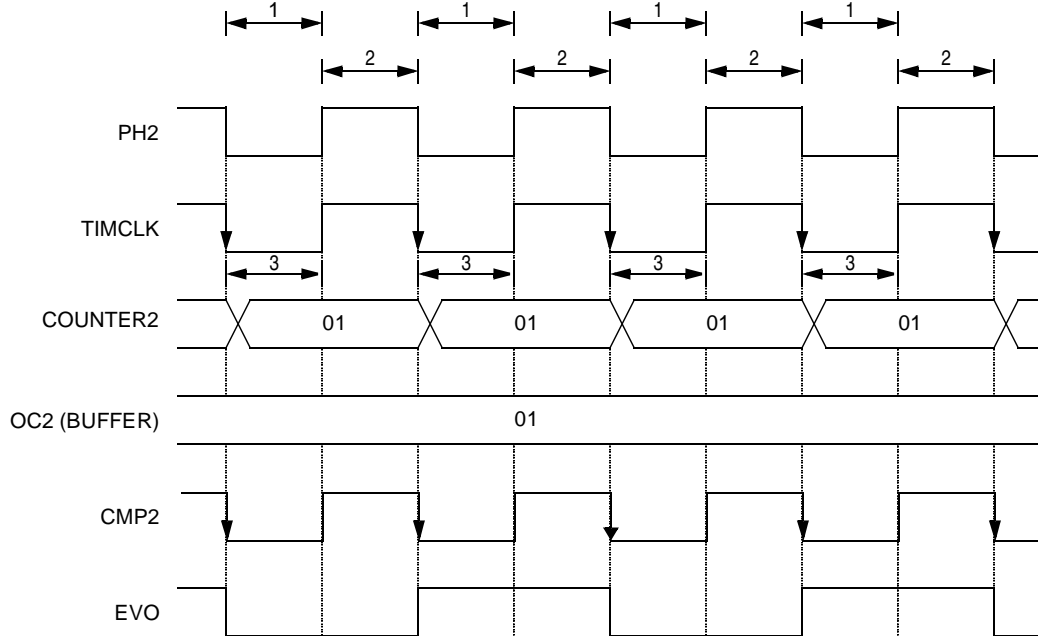 1 1 1 1
2 2 2 2
PH2
TIMCLK
3 3 3 3
COUNTER2 01 01 01 01
OC2 (BUFFER) 01
CMP2
EVO